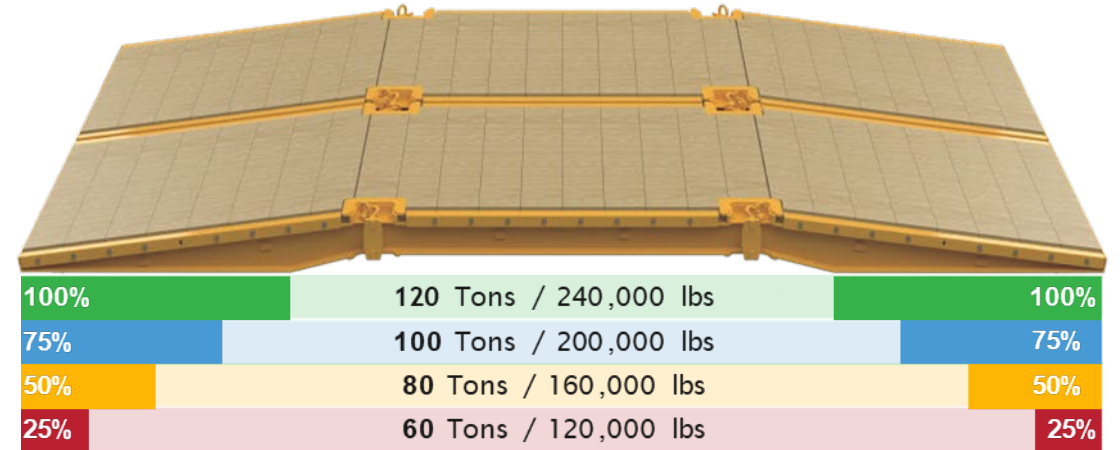 100% 120 Tons / 240,000 lbs 100%
75% 100 Tons / 200,000 lbs 75%
50% 80 Tons / 160,000 lbs 50%
25% 60 Tons / 120,000 lbs 25%